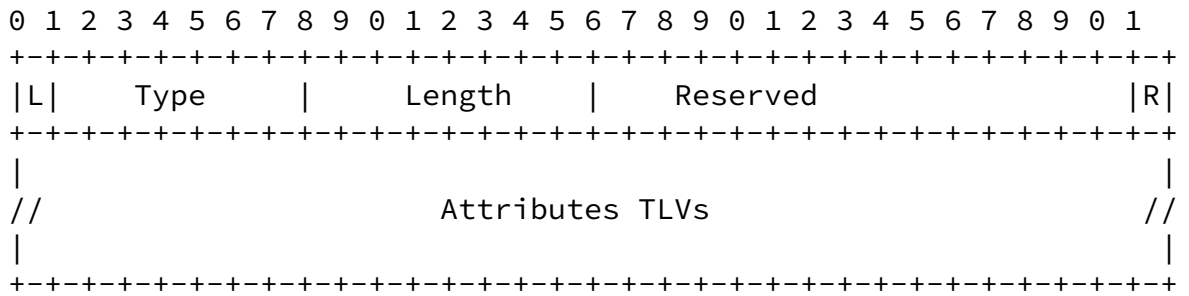 0 1 2 3 4 5 6 7 8 9 0 1 2 3 4 5 6 7 8 9 0 1 2 3 4 5 6 7 8 9 0 1
+-+-+-+-+-+-+-+-+-+-+-+-+-+-+-+-+-+-+-+-+-+-+-+-+-+-+-+-+-+-+-+-+
|L|    Type     |     Length    |    Reserved                 |R|
+-+-+-+-+-+-+-+-+-+-+-+-+-+-+-+-+-+-+-+-+-+-+-+-+-+-+-+-+-+-+-+-+
|                                                               |
//                      Attributes TLVs                        //
|                                                               |
+-+-+-+-+-+-+-+-+-+-+-+-+-+-+-+-+-+-+-+-+-+-+-+-+-+-+-+-+-+-+-+-+